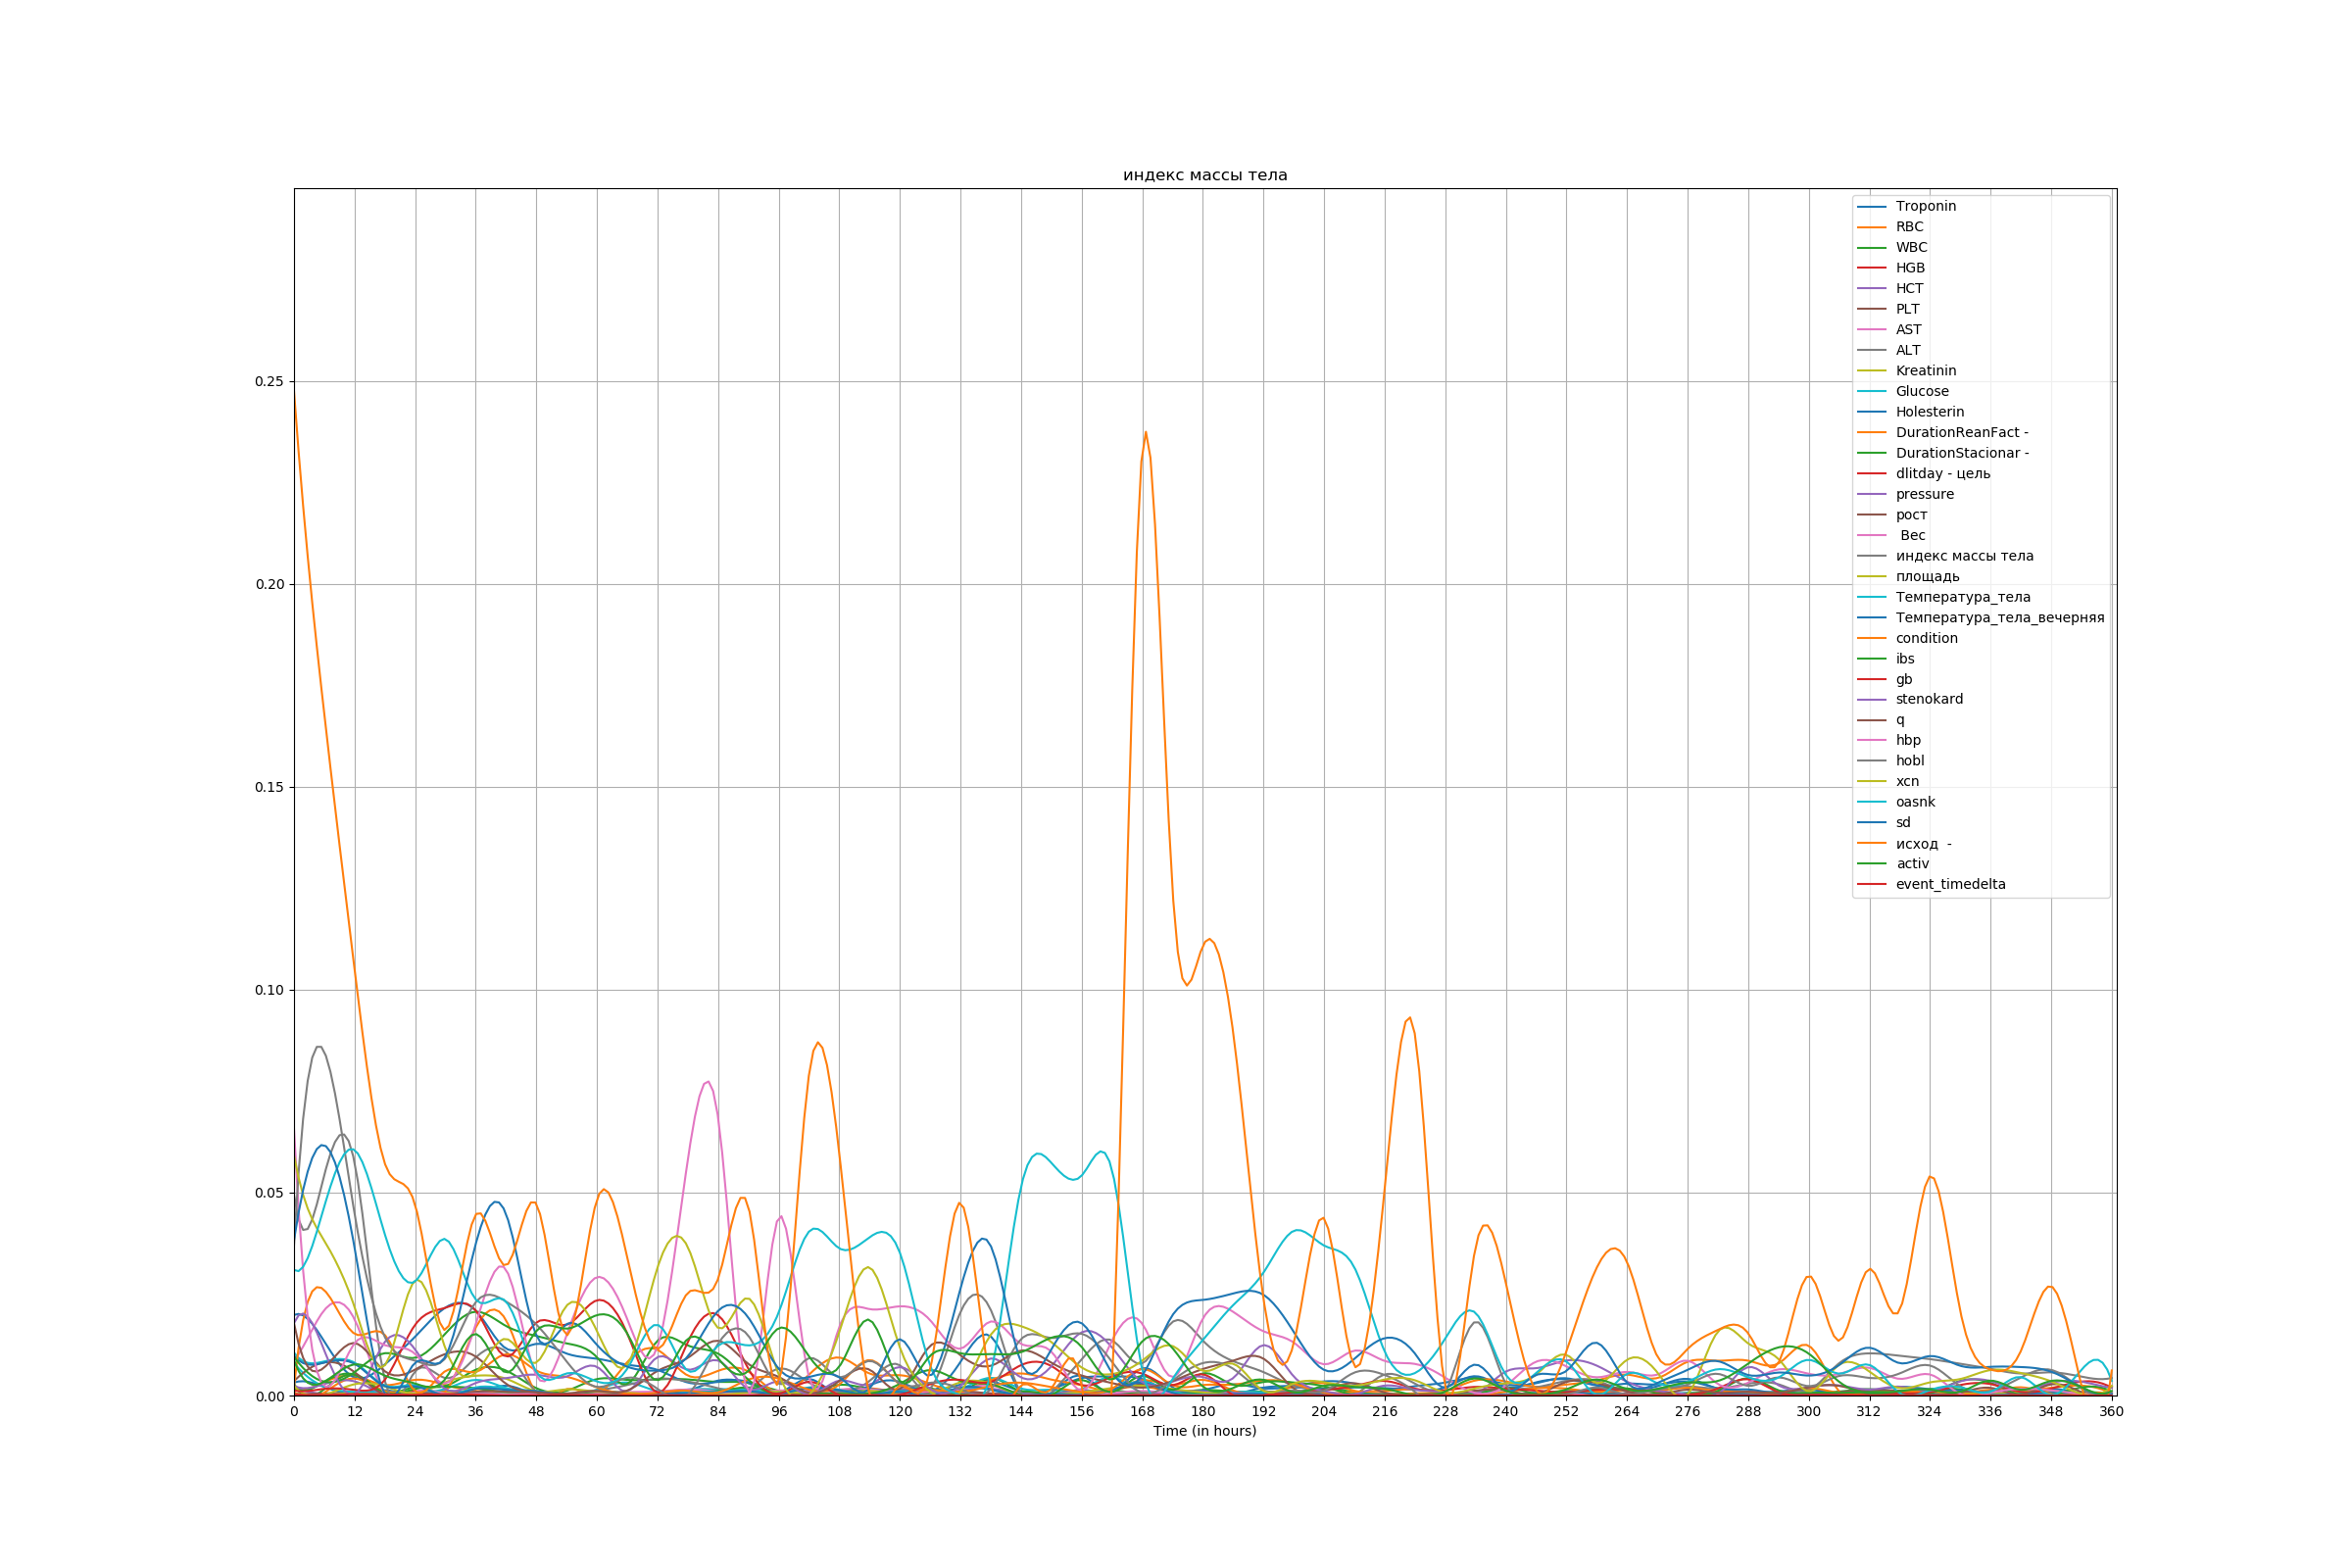 индекс массы тела
0.25
0.20
0.15
0.10
0.05
0.00
0 12 24 36 48 60 72 84 96 108 120 132 144 156 168 180 192 204 216 228 240 252 264 276 288 300 312 324 336 348 360
Time (in hours)
Troponin
RBC
WBC
HGB
HCT
PLT
AST
ALT
Kreatinin
Glucose
Holesterin
DurationReanFact -
DurationStacionar -
dlitday - цель
pressure
рост
Вес
индекс массы тела
площадь
Температура_тела
Температура_тела_вечерняя
condition
ibs
gb
stenokard
q
hbp
hobl
xcn
oasnk
sd
исход  -
activ
event_timedelta